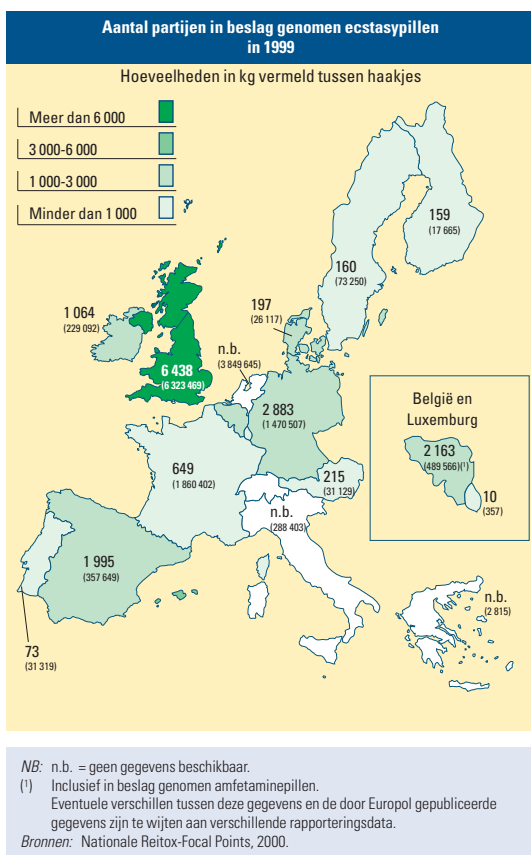 Aantal partijen in beslag genomen ecstasypillen
in 1999
Hoeveelheden in kg vermeld tussen haakjes
Meer dan 6 000
3 000-6 000
1 000-3 000
Minder dan 1 000
159
(17 665)
160
(73 250)
197
(26 117)
1 064
(229 092)
n.b.
(3 849 645)
6 438
(6 323 469)
2 883
(1 470 507)
België en
Luxemburg
2 163
(489 566)(¹)
10
(357)
649
(1 860 402)
215
(31 129)
n.b.
(288 403)
1 995
(357 649)
n.b.
(2 815)
73
(31 319)
NB: n.b. = geen gegevens beschikbaar.
(¹) Inclusief in beslag genomen amfetaminepillen.
Eventuele verschillen tussen deze gegevens en de door Europol gepubliceerde
gegevens zijn te wijten aan verschillende rapporteringsdata.
Bronnen: Nationale Reitox-Focal Points, 2000.